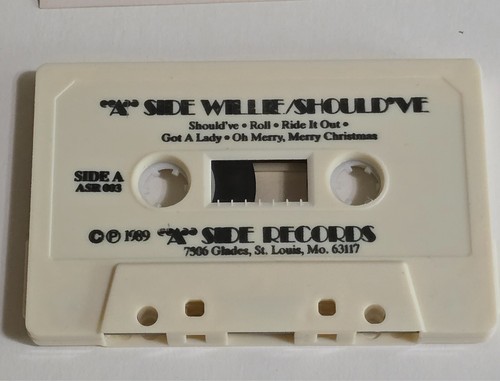 "A" SIDE WILLIE/SHOULD'VE
Should've • Roll • Ride It Out •
Got A Lady • Oh Merry, Merry Christmas
SIDE A
ASR 003
© ℗ 1989 "A" SIDE RECORDS
7506 Glades, St. Louis, Mo. 63117